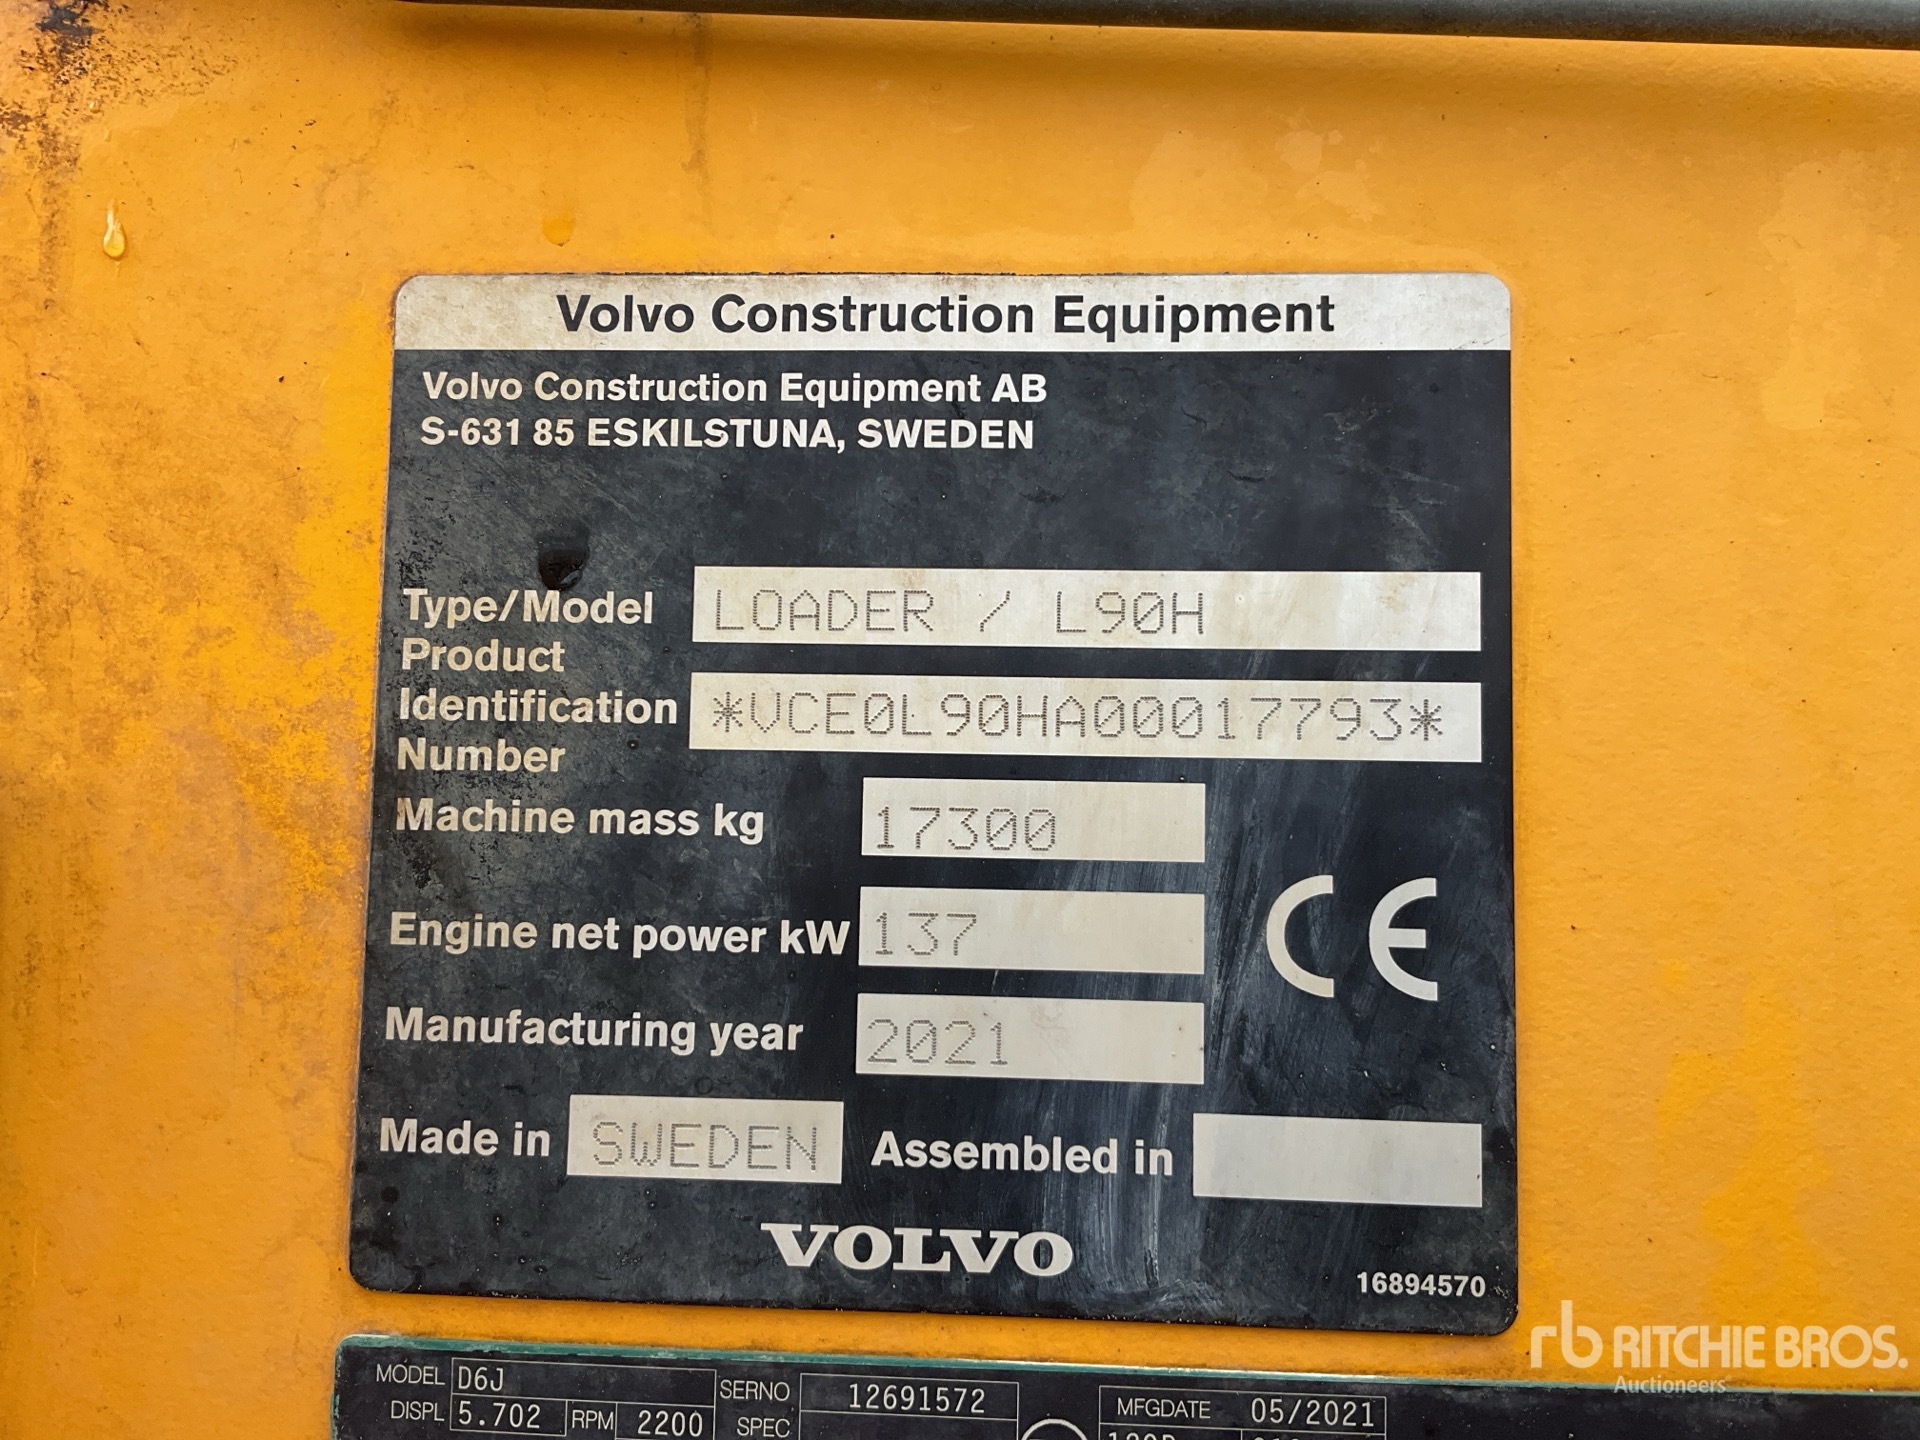 Volvo Construction Equipment
Volvo Construction Equipment AB
S-631 85 ESKILSTUNA, SWEDEN
Type/Model LOADER / L90H
Product
Identification *VCE0L90HA00017793*
Number
Machine mass kg 17300
Engine net power kW 137
CE
Manufacturing year 2021
Made in SWEDEN Assembled in
VOLVO
16894570
rb RITCHIE BROS.
Auctioneers
MODEL D6J SERNO 12691572 MFGDATE 05/2021
DISPL 5.702 RPM 2200 SPEC